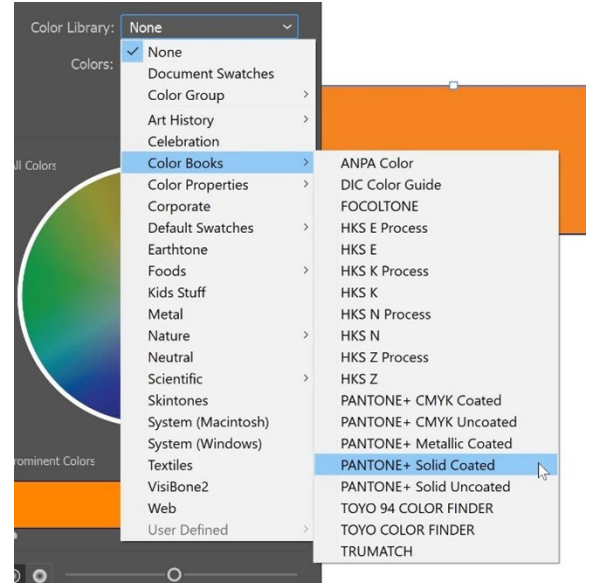 Color Library: None
Colors:
None
Document Swatches
Color Group
Art History
Celebration
Color Books
Color Properties
Corporate
Default Swatches
Earthtone
Foods
Kids Stuff
Metal
Nature
Neutral
Scientific
Skintones
System (Macintosh)
System (Windows)
Textiles
VisiBone2
Web
User Defined
ANPA Color
DIC Color Guide
FOCOLTONE
HKS E Process
HKS E
HKS K Process
HKS K
HKS N Process
HKS N
HKS Z Process
HKS Z
PANTONE+ CMYK Coated
PANTONE+ CMYK Uncoated
PANTONE+ Metallic Coated
PANTONE+ Solid Coated
PANTONE+ Solid Uncoated
TOYO 94 COLOR FINDER
TOYO COLOR FINDER
TRUMATCH
ll Colors
rominent Colors